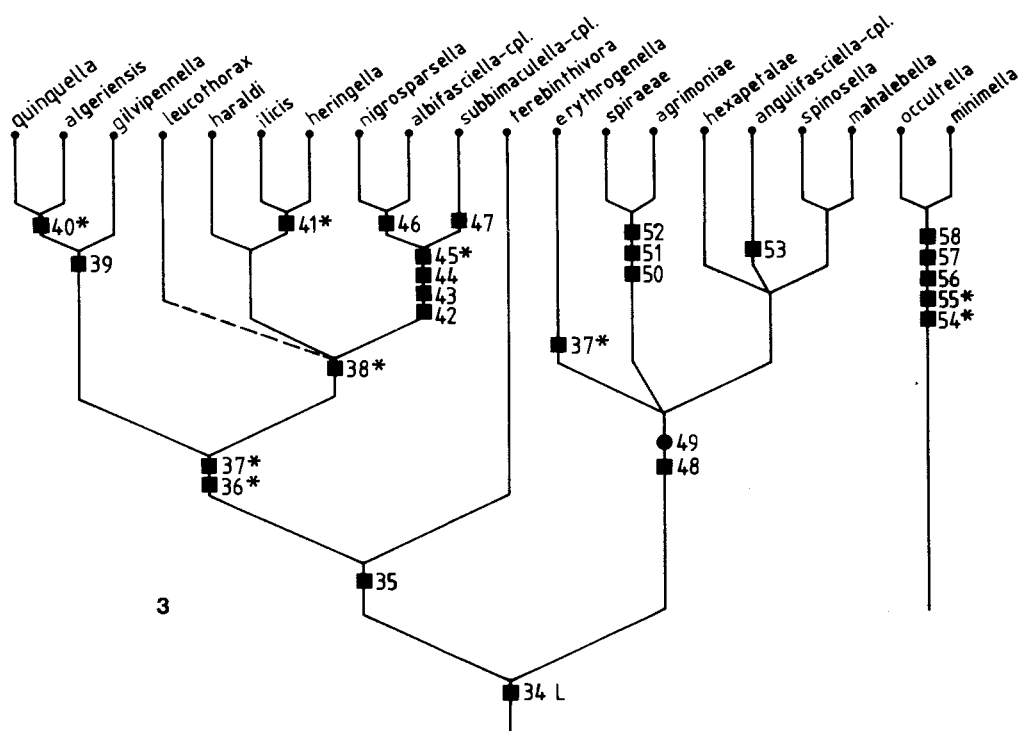 quinquella
algeriensis
gilvipennella
leucothorax
haraldi
ilicis
heringella
nigrosparsella
albifasciella-cpl.
subbimaculella-cpl.
terebinthivora
erythrogenella
spiraeae
agrimoniae
hexapetalae
angulifasciella-cpl.
spinosella
mahalebella
occultella
minimella
40*
41*
46
47
39
45*
44
43
42
52
51
50
53
58
57
56
55*
54*
37*
38*
49
48
37*
36*
35
3
34 L